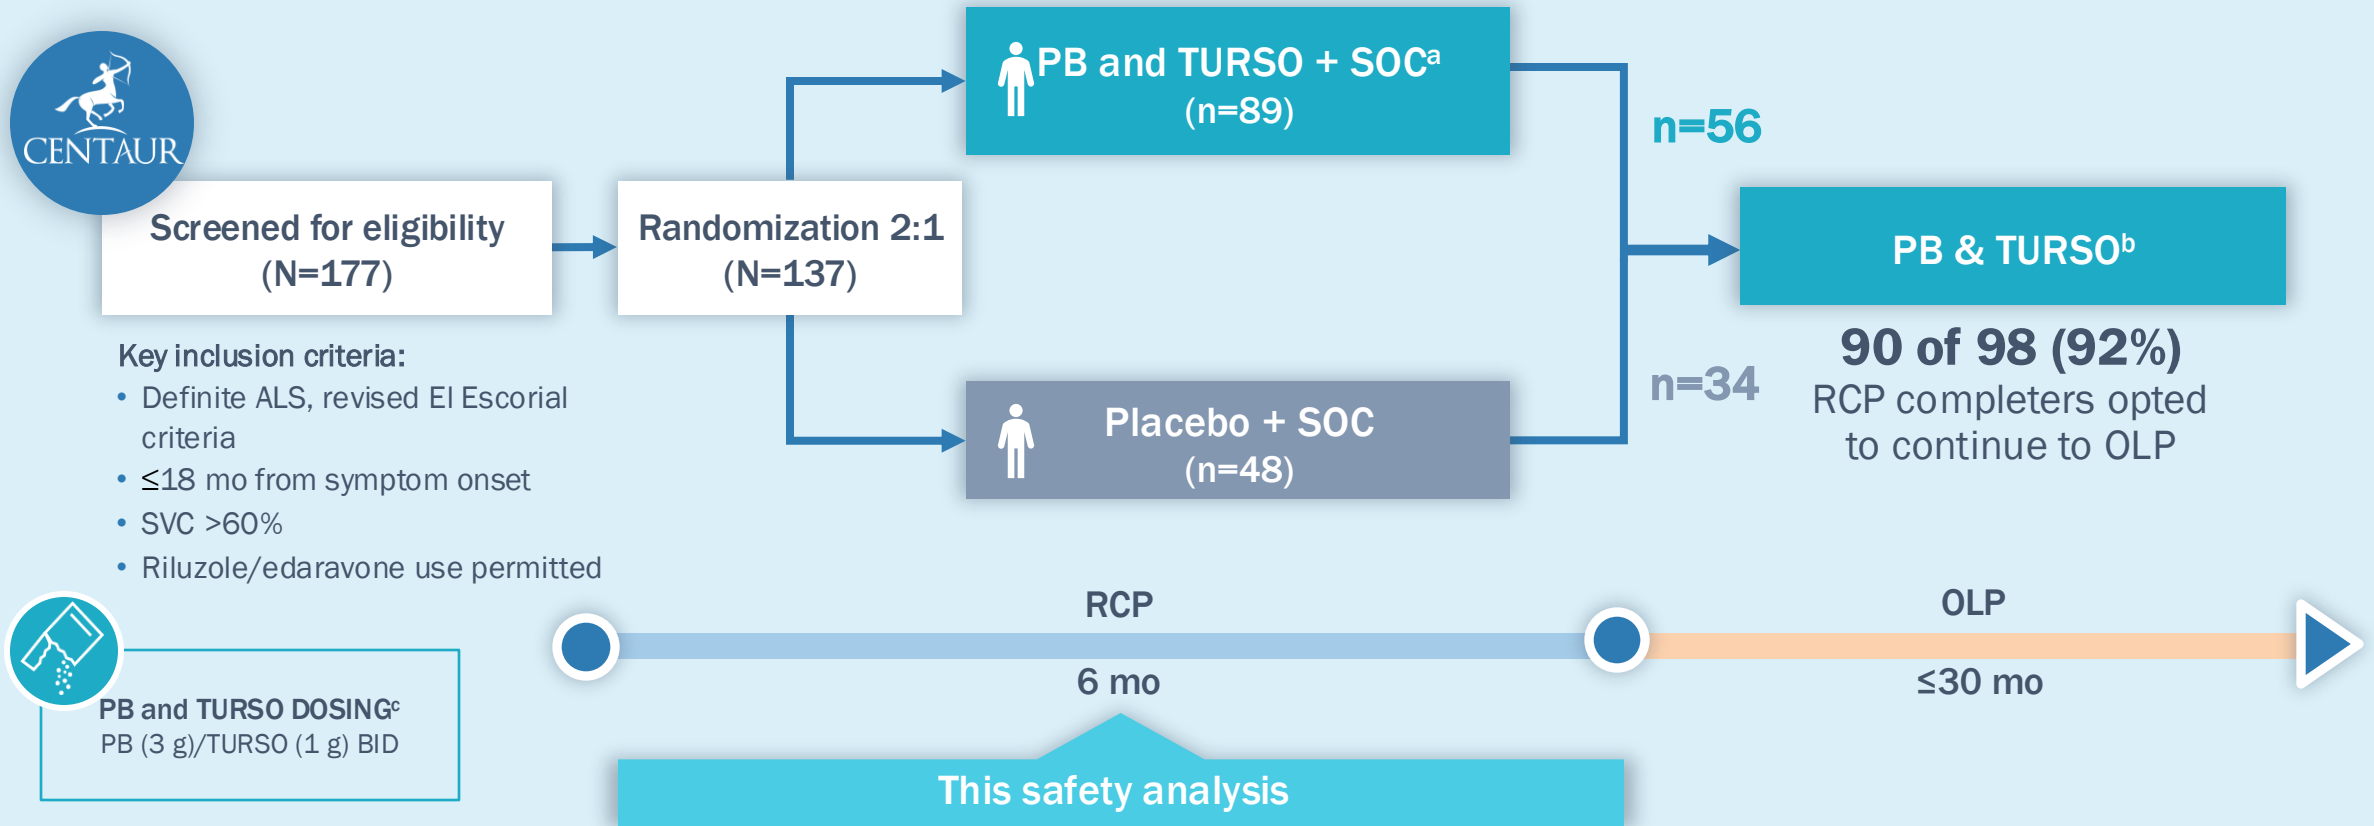 CENTAUR
Screened for eligibility
(N=177)
Key inclusion criteria:
• Definite ALS, revised El Escorial
criteria
• ≤18 mo from symptom onset
• SVC >60%
• Riluzole/edaravone use permitted
PB and TURSO DOSINGᶜ
PB (3 g)/TURSO (1 g) BID
Randomization 2:1
(N=137)
PB and TURSO + SOCᵃ
(n=89)
Placebo + SOC
(n=48)
n=56
n=34
PB & TURSOᵇ
90 of 98 (92%)
RCP completers opted
to continue to OLP
RCP
6 mo
OLP
≤30 mo
This safety analysis